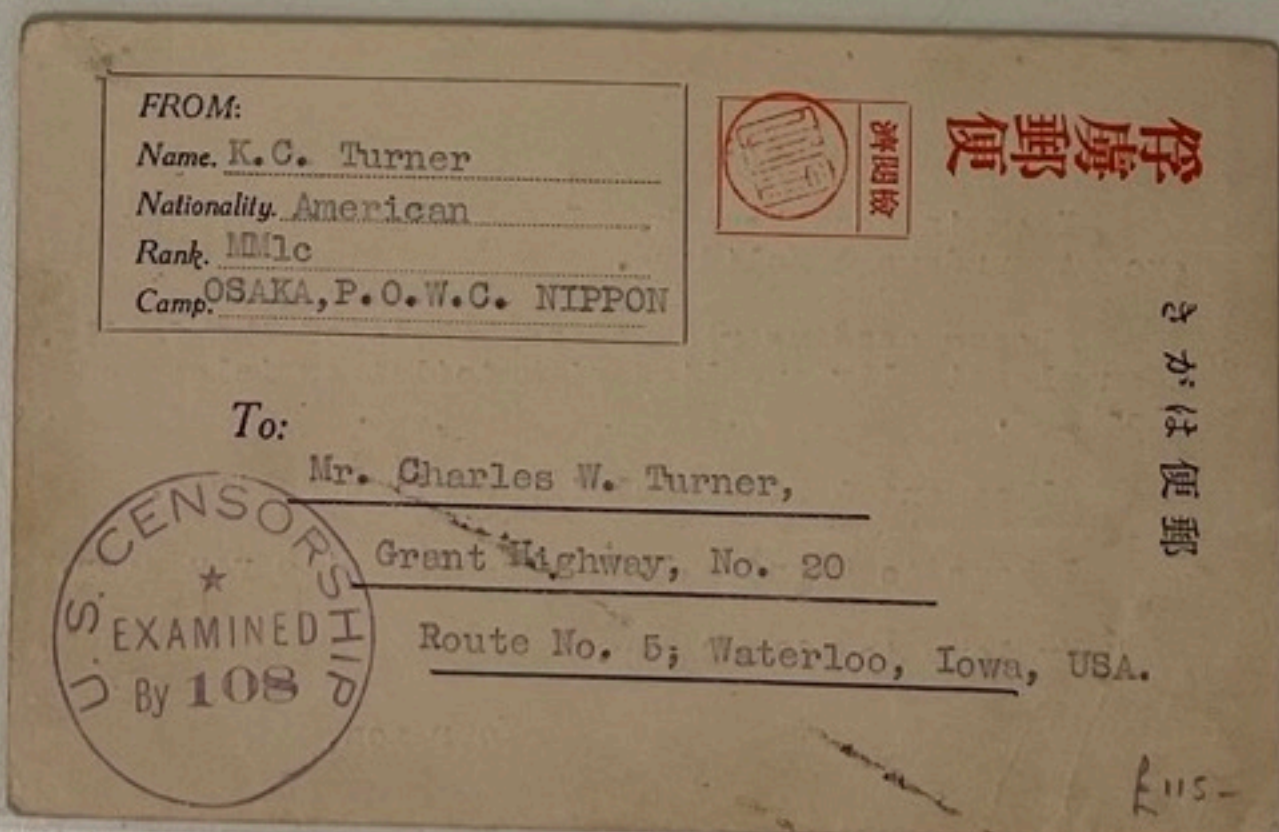 FROM:
Name. K.C. Turner
Nationality. American
Rank. MM1c
Camp. OSAKA, P.O.W.C. NIPPON
俘虜郵便
濟閲檢
きがは便郵
To:
Mr. Charles W. Turner,
Grant Highway, No. 20
Route No. 5; Waterloo, Iowa, USA.
U.S. CENSORSHIP
EXAMINED
By 108
£115-